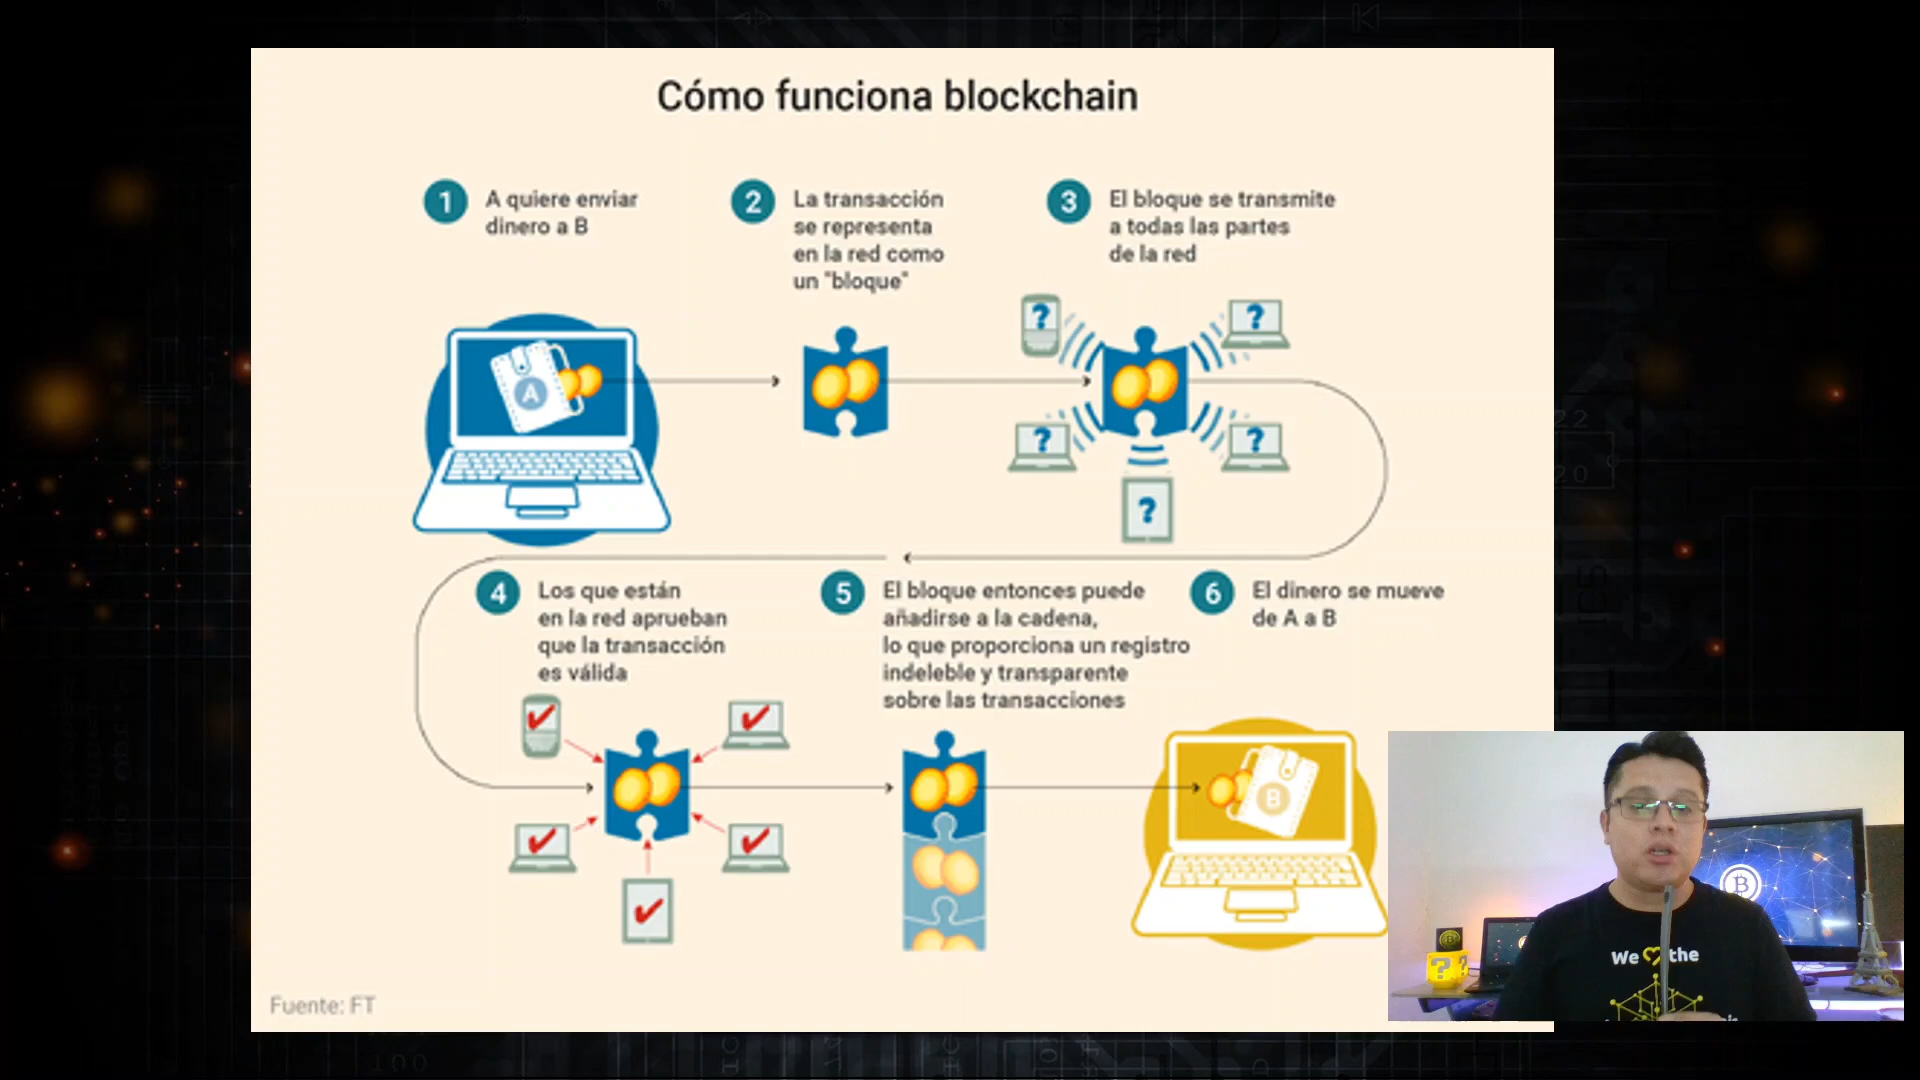 Cómo funciona blockchain
1
A quiere enviar
dinero a B
2
La transacción
se representa
en la red como
un "bloque"
3
El bloque se transmite
a todas las partes
de la red
A
?
?
?
?
?
4
Los que están
en la red aprueban
que la transacción
es válida
5
El bloque entonces puede
añadirse a la cadena,
lo que proporciona un registro
indeleble y transparente
sobre las transacciones
6
El dinero se mueve
de A a B
B
Fuente: FT
We the